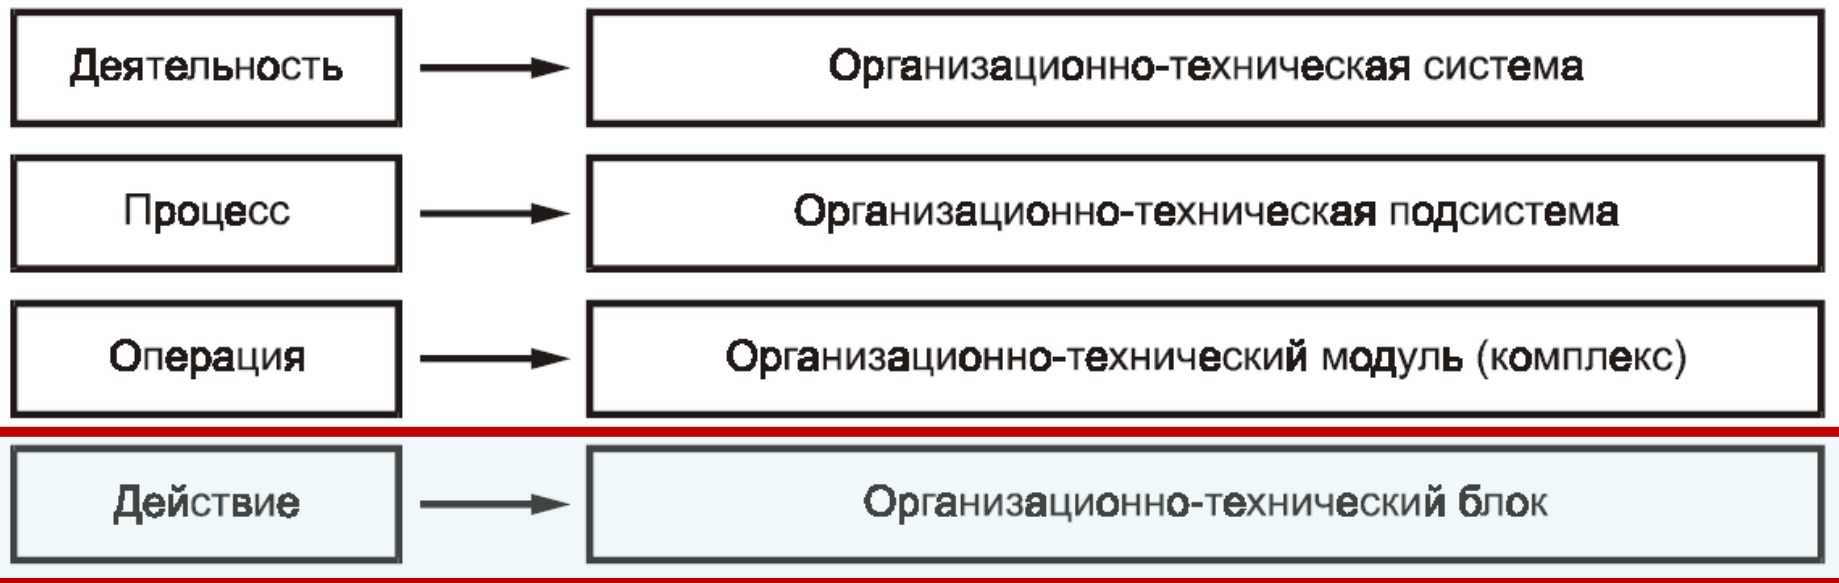 Деятельность
Организационно-техническая система
Процесс
Организационно-техническая подсистема
Операция
Организационно-технический модуль (комплекс)
Действие
Организационно-технический блок